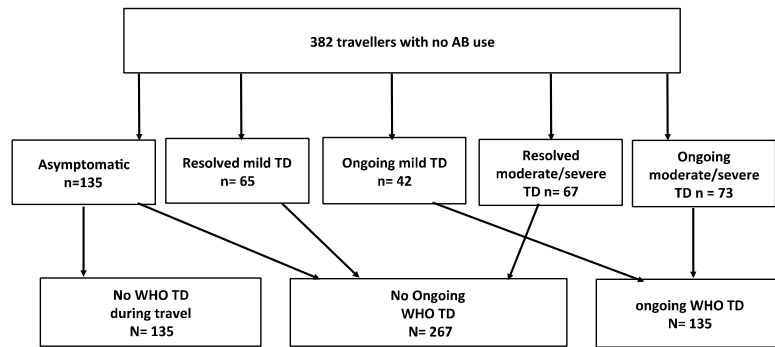 382 travellers with no AB use
Asymptomatic
n=135
Resolved mild TD
n= 65
Ongoing mild TD
n= 42
Resolved
moderate/severe
TD n= 67
Ongoing
moderate/severe
TD n = 73
No WHO TD
during travel
N= 135
No Ongoing
WHO TD
N= 267
ongoing WHO TD
N= 135